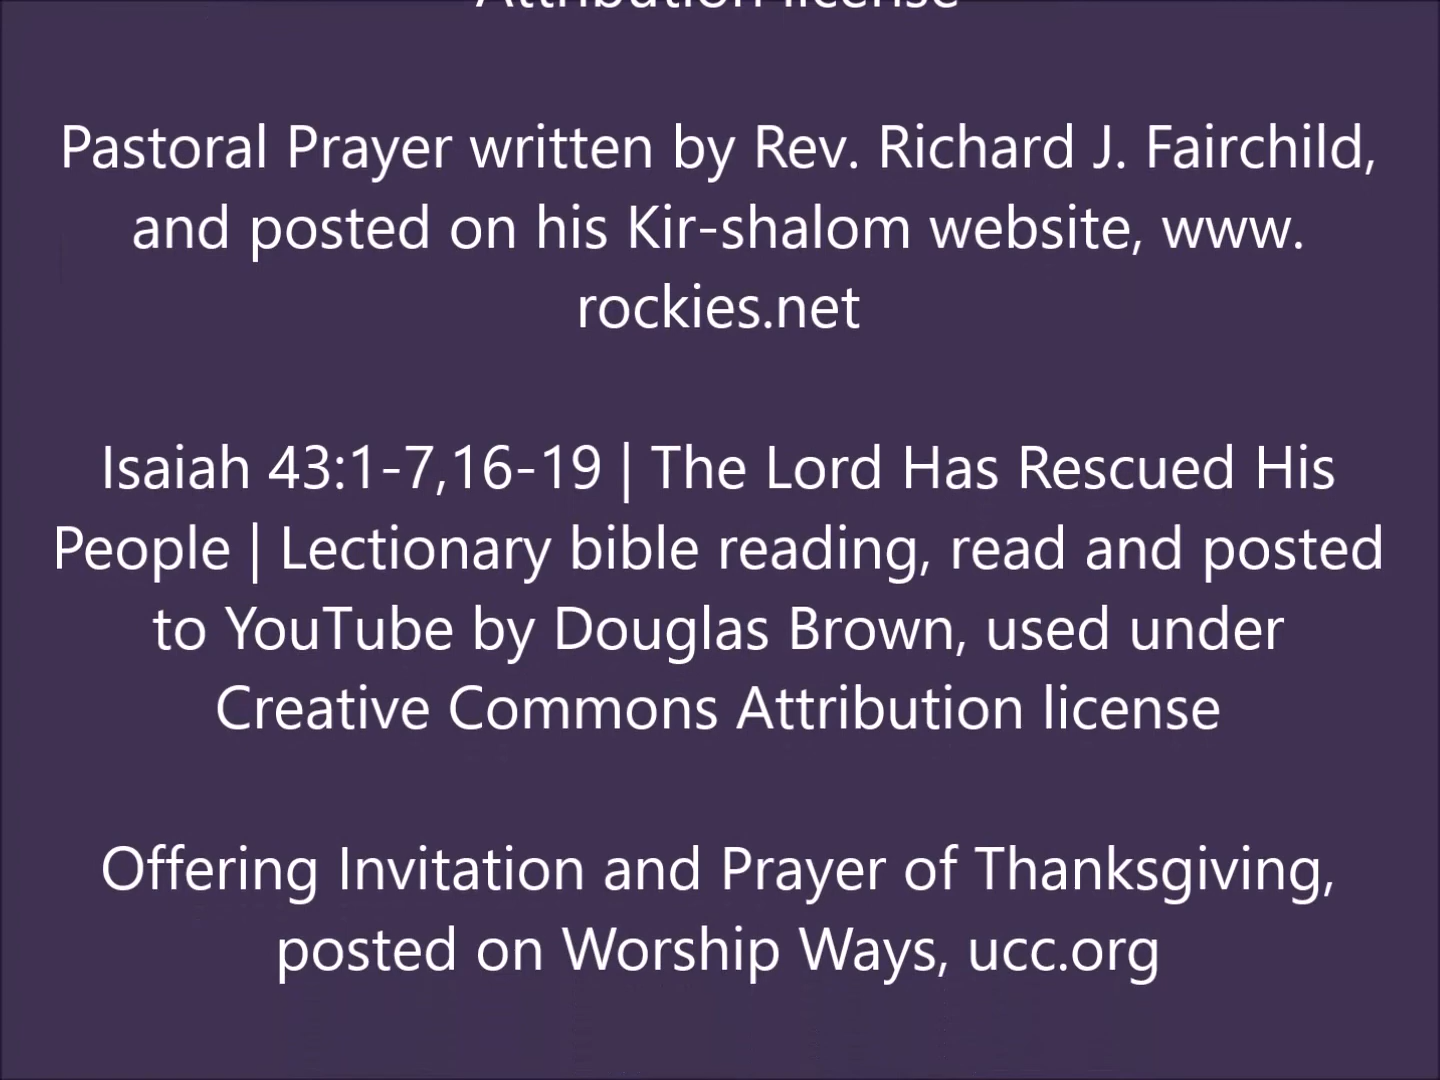 Attribution license
Pastoral Prayer written by Rev. Richard J. Fairchild,
and posted on his Kir-shalom website, www.
rockies.net
Isaiah 43:1-7,16-19 | The Lord Has Rescued His
People | Lectionary bible reading, read and posted
to YouTube by Douglas Brown, used under
Creative Commons Attribution license
Offering Invitation and Prayer of Thanksgiving,
posted on Worship Ways, ucc.org